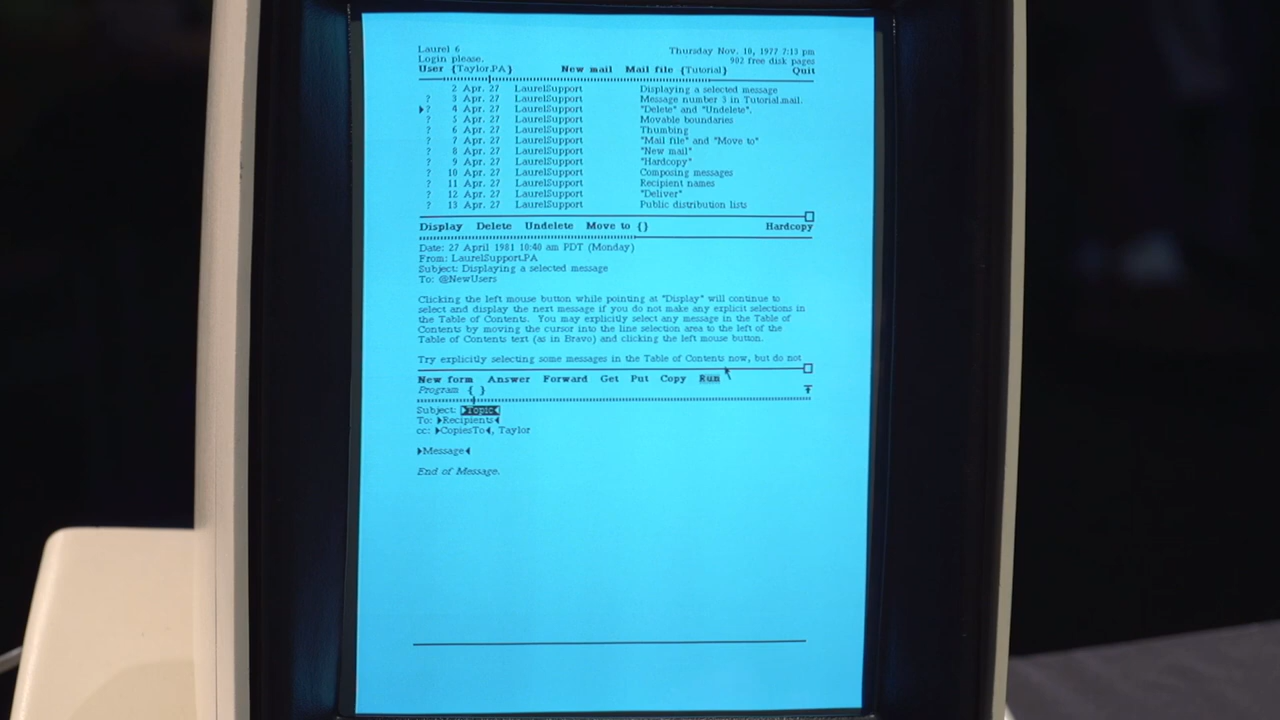 Laurel 6 Thursday Nov. 10, 1977 7:13 pm
Login please. 902 free disk pages
User {Taylor.PA} New mail Mail file {Tutorial} Quit
2 Apr. 27 LaurelSupport Displaying a selected message
? 3 Apr. 27 LaurelSupport Message number 3 in Tutorial.mail.
? 4 Apr. 27 LaurelSupport "Delete" and "Undelete".
? 5 Apr. 27 LaurelSupport Movable boundaries
? 6 Apr. 27 LaurelSupport Thumbing
? 7 Apr. 27 LaurelSupport "Mail file" and "Move to"
? 8 Apr. 27 LaurelSupport "New mail"
? 9 Apr. 27 LaurelSupport "Hardcopy"
? 10 Apr. 27 LaurelSupport Composing messages
? 11 Apr. 27 LaurelSupport Recipient names
? 12 Apr. 27 LaurelSupport "Deliver"
? 13 Apr. 27 LaurelSupport Public distribution lists
Display Delete Undelete Move to {} Hardcopy
Date: 27 April 1981 10:40 am PDT (Monday)
From: LaurelSupport.PA
Subject: Displaying a selected message
To: @NewUsers
Clicking the left mouse button while pointing at "Display" will continue to
select and display the next message if you do not make any explicit selections in
the Table of Contents. You may explicitly select any message in the Table of
Contents by moving the cursor into the line selection area to the left of the
Table of Contents text (as in Bravo) and clicking the left mouse button.
Try explicitly selecting some messages in the Table of Contents now, but do not
New form Answer Forward Get Put Copy Run
Program { }
Subject: ▶Topic◀
To: ▶Recipients◀
cc: ▶CopiesTo◀, Taylor
▶Message◀
End of Message.